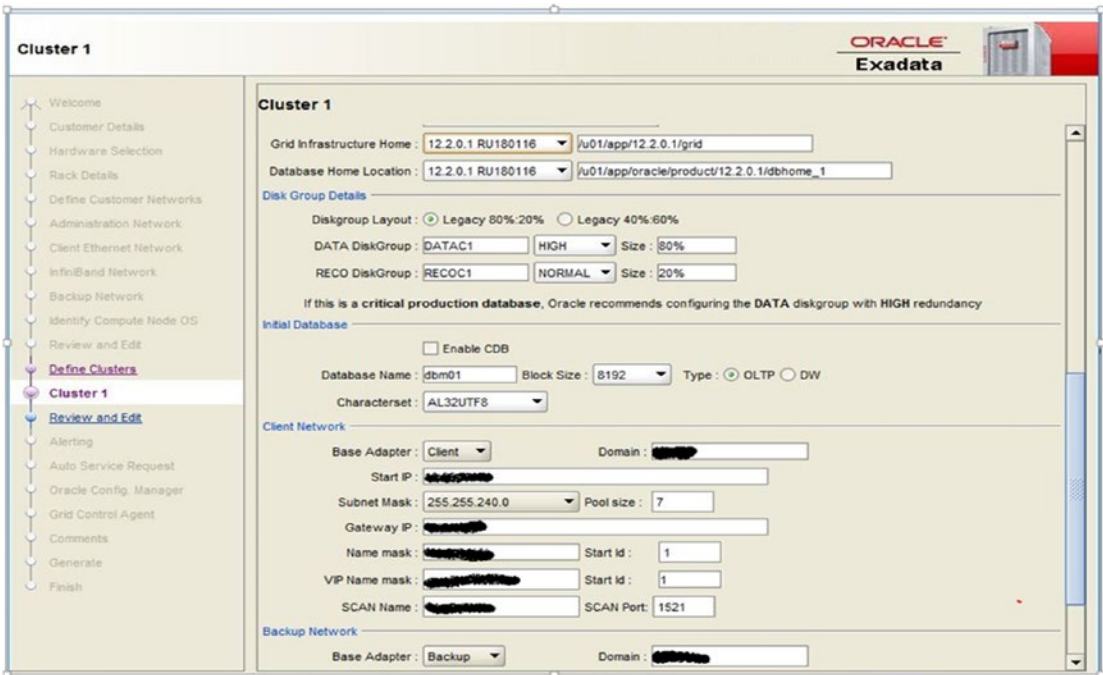 Cluster 1
ORACLE
Exadata
Welcome
Customer Details
Hardware Selection
Rack Details
Define Customer Networks
Administration Network
Client Ethernet Network
InfiniBand Network
Backup Network
Identify Compute Node OS
Review and Edit
Define Clusters
Cluster 1
Review and Edit
Alerting
Auto Service Request
Oracle Config. Manager
Grid Control Agent
Comments
Generate
Finish
Cluster 1
Grid Infrastructure Home : 12.2.0.1 RU180116 /u01/app/12.2.0.1/grid
Database Home Location : 12.2.0.1 RU180116 /u01/app/oracle/product/12.2.0.1/dbhome_1
Disk Group Details
Diskgroup Layout : Legacy 80%:20% Legacy 40%:60%
DATA DiskGroup : DATAC1 HIGH Size : 80%
RECO DiskGroup : RECOC1 NORMAL Size : 20%
If this is a critical production database, Oracle recommends configuring the DATA diskgroup with HIGH redundancy
Initial Database
Enable CDB
Database Name : dbm01 Block Size : 8192 Type : OLTP DW
Characterset : AL32UTF8
Client Network
Base Adapter : Client Domain :
Start IP :
Subnet Mask : 255.255.240.0 Pool size : 7
Gateway IP :
Name mask : Start Id : 1
VIP Name mask : Start Id : 1
SCAN Name : SCAN Port: 1521
Backup Network
Base Adapter : Backup Domain :